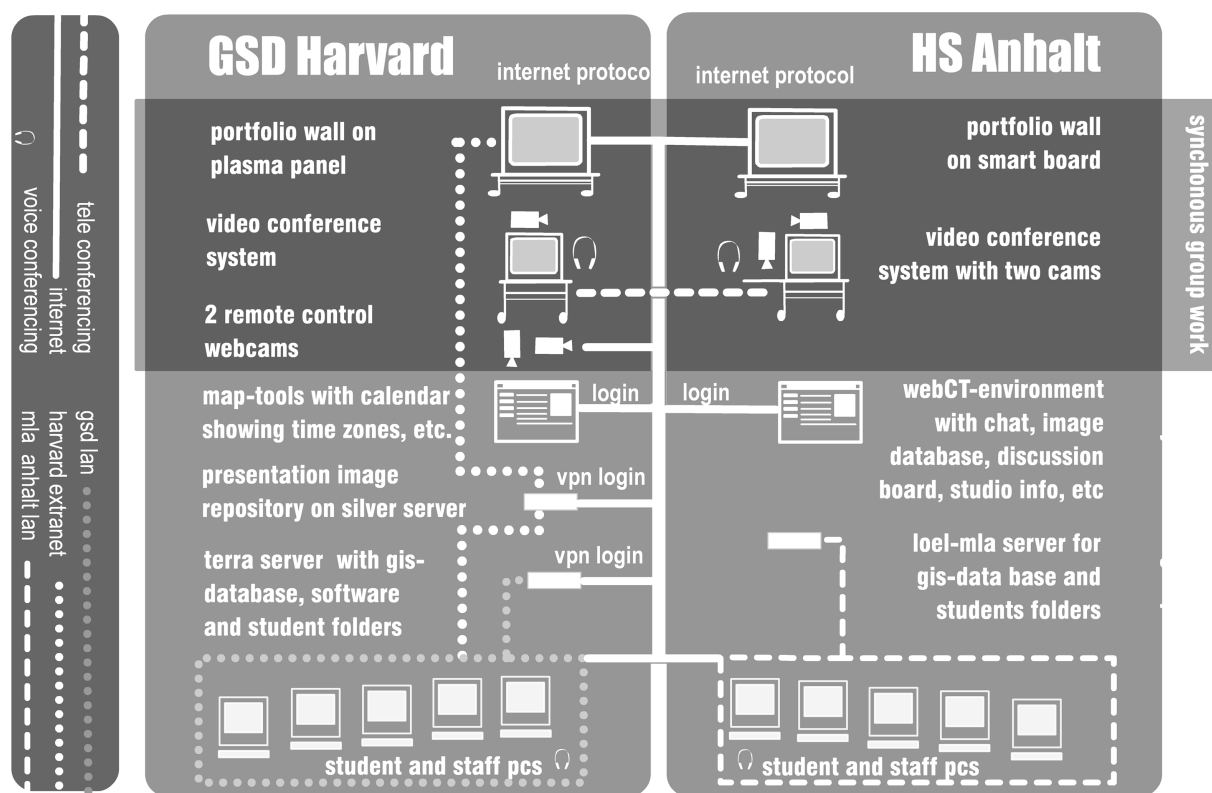 GSD Harvard
internet protoco
portfolio wall on
plasma panel
video conference
system
2 remote control
webcams
map-tools with calendar
showing time zones, etc.
login
presentation image
repository on silver server
vpn login
terra server with gis-
database, software
and student folders
vpn login
student and staff pcs
HS Anhalt
internet protocol
portfolio wall
on smart board
video conference
system with two cams
login
webCT-environment
with chat, image
database, discussion
board, studio info, etc
loel-mla server for
gis-data base and
students folders
student and staff pcs
synchonous group work
tele conferencing
internet
voice conferencing
gsd lan
harvard extranet
mla anhalt lan